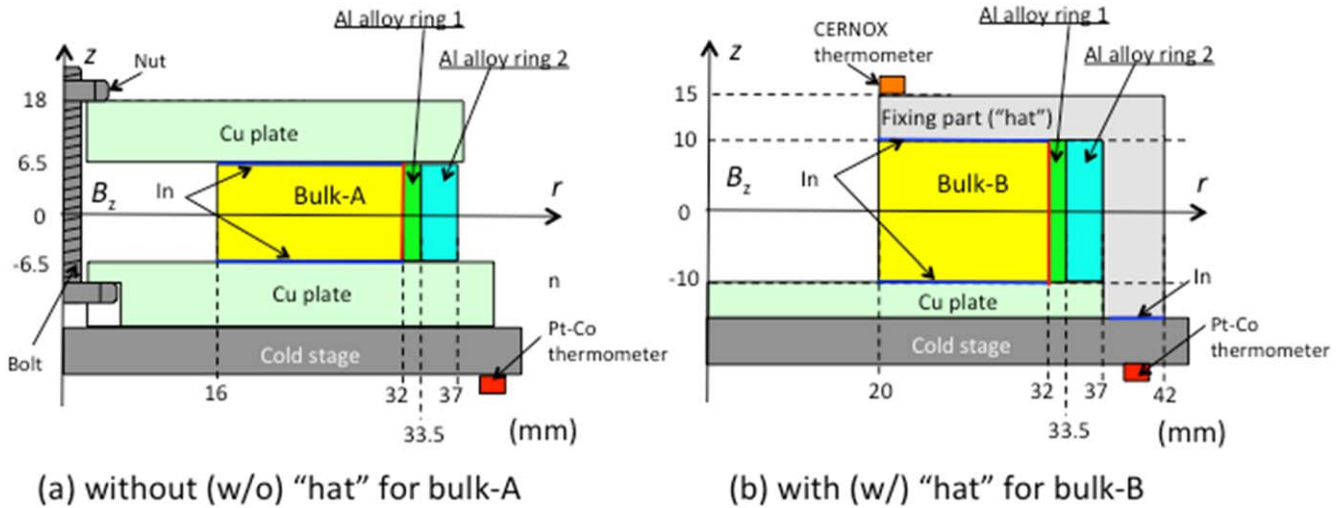 Al alloy ring 1
z
Nut
Al alloy ring 2
18
Cu plate
6.5
In
Bz
Bulk-A
r
0
-6.5
n
Cu plate
Pt-Co
thermometer
Bolt
Cold stage
16
32
37
33.5
(mm)
(a) without (w/o) “hat” for bulk-A
Al alloy ring 1
CERNOX
thermometer
z
Al alloy ring 2
15
Fixing part (“hat”)
10
Bz
In
Bulk-B
r
0
-10
In
Cu plate
Pt-Co
thermometer
Cold stage
20
32
37
42
33.5
(mm)
(b) with (w/) “hat” for bulk-B